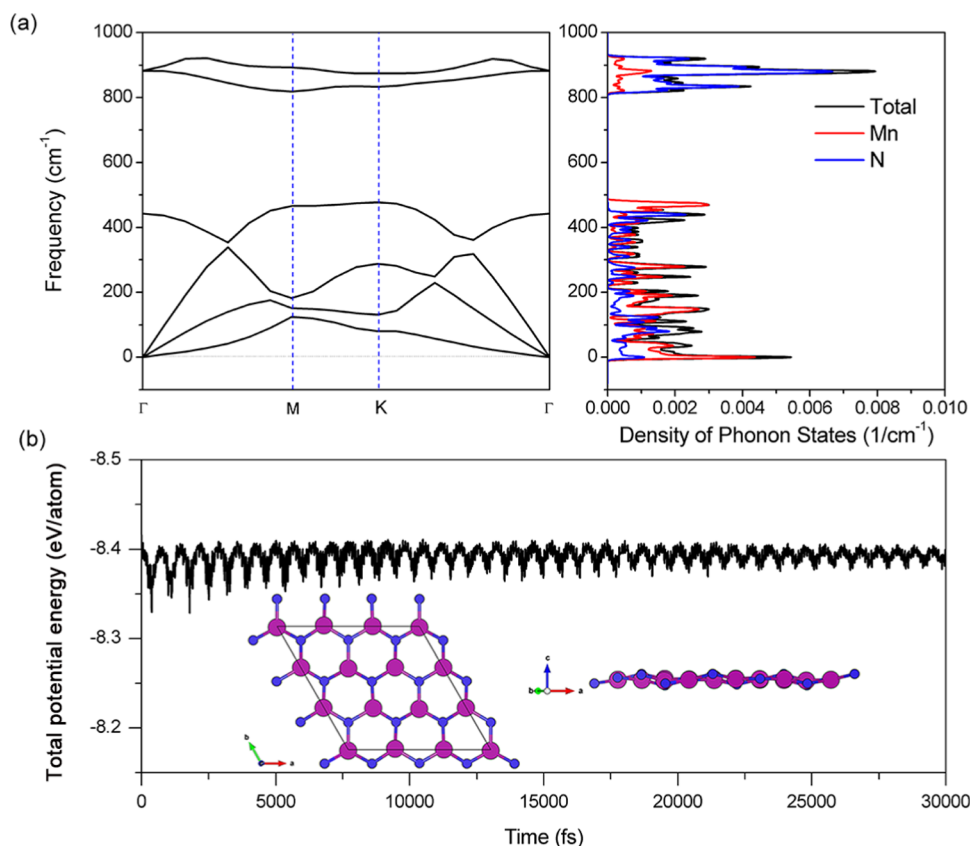 (a)
1000
800
600
400
200
0
Frequency (cm⁻¹)
Γ M K Γ
1000
800
600
400
200
0
Total
Mn
N
0.000 0.002 0.004 0.006 0.008 0.010
Density of Phonon States (1/cm⁻¹)
(b)
-8.5
-8.4
-8.3
-8.2
Total potential energy (eV/atom)
b
a
c
b
a
0 5000 10000 15000 20000 25000 30000
Time (fs)